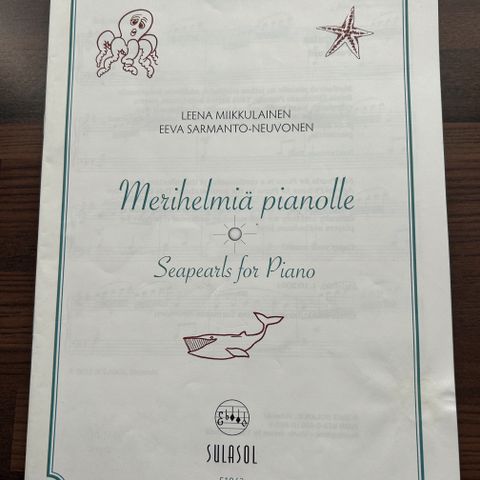 LEENA MIIKKULAINEN
EEVA SARMANTO-NEUVONEN
Merihelmiä pianolle
Seapearls for Piano
SULASOL